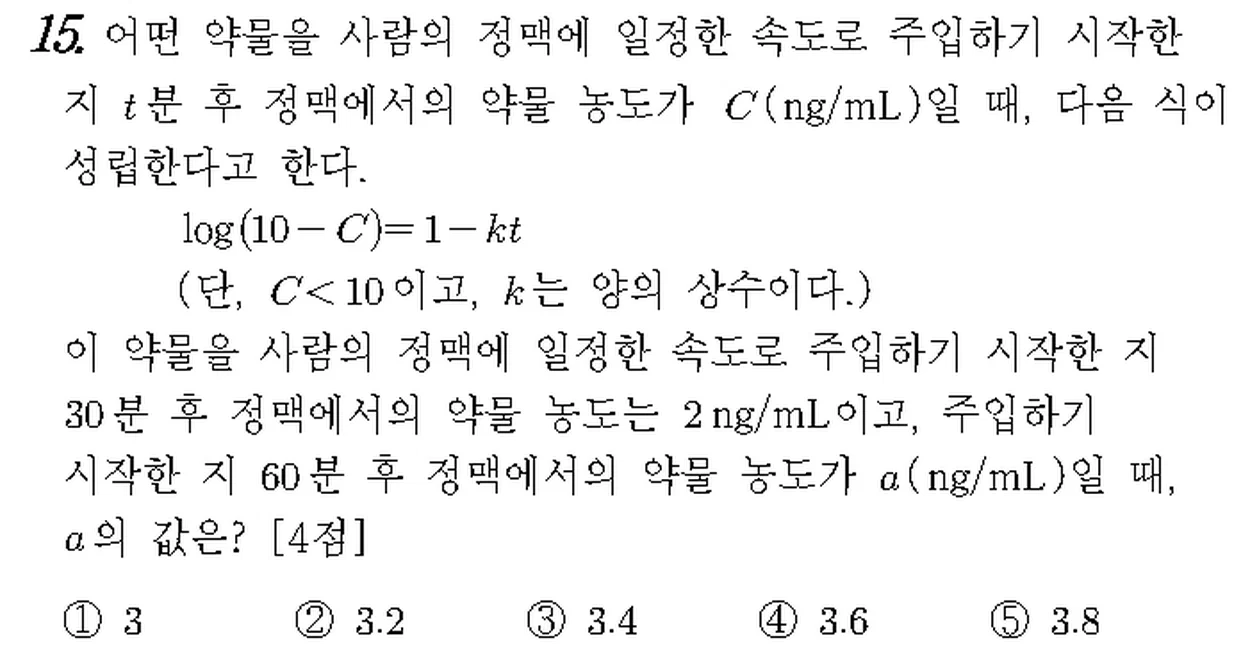 15. 어떤 약물을 사람의 정맥에 일정한 속도로 주입하기 시작한
지 t분 후 정맥에서의 약물 농도가 C(ng/mL)일 때, 다음 식이
성립한다고 한다.
log(10-C)=1-kt
(단, C<10이고, k는 양의 상수이다.)
이 약물을 사람의 정맥에 일정한 속도로 주입하기 시작한 지
30분 후 정맥에서의 약물 농도는 2ng/mL이고, 주입하기
시작한 지 60분 후 정맥에서의 약물 농도가 a(ng/mL)일 때,
a의 값은? [4점]
① 3 ② 3.2 ③ 3.4 ④ 3.6 ⑤ 3.8